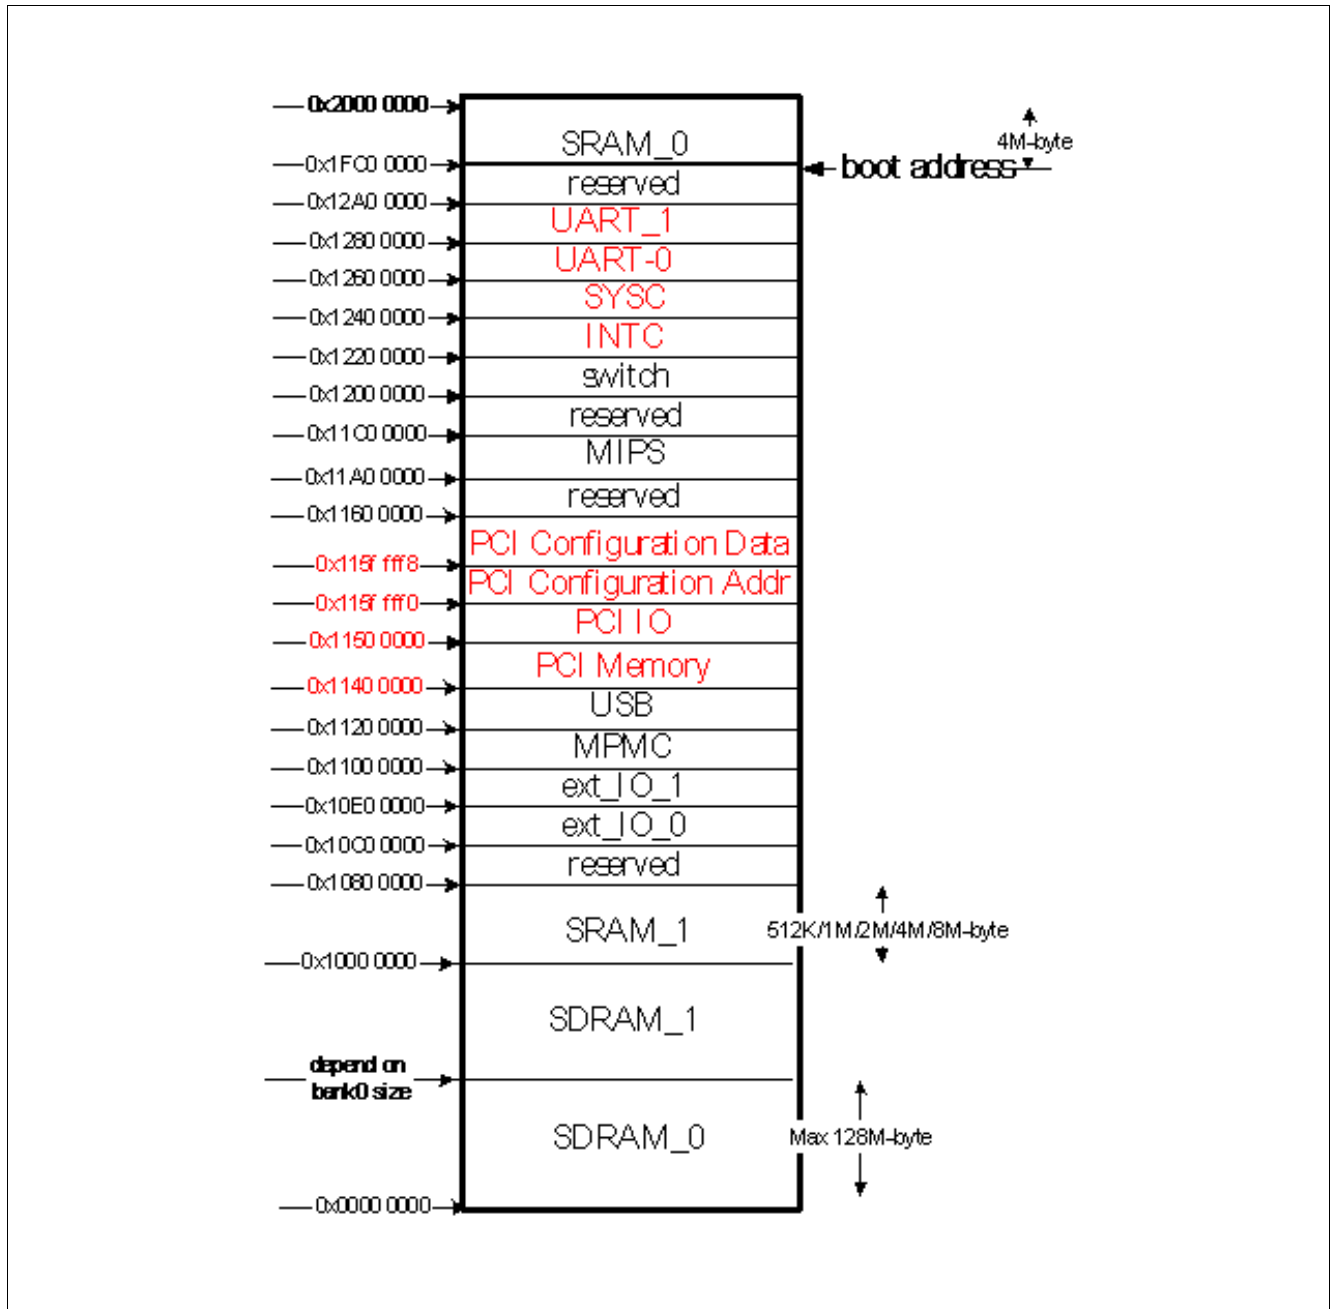 0x2000 0000
SRAM_0
4M-byte
0x1FC0 0000
boot address
reserved
0x12A0 0000
UART_1
0x1280 0000
UART-0
0x1260 0000
SYSC
0x1240 0000
INTC
0x1220 0000
switch
0x1200 0000
reserved
0x11C0 0000
MIPS
0x11A0 0000
reserved
0x1160 0000
PCI Configuration Data
0x115f fff8
PCI Configuration Addr
0x115f fff0
PCI IO
0x1150 0000
PCI Memory
0x1140 0000
USB
0x1120 0000
MPMC
0x1100 0000
ext_IO_1
0x10E0 0000
ext_IO_0
0x10C0 0000
reserved
0x1080 0000
SRAM_1
512K/1M/2M/4M/8M-byte
0x1000 0000
SDRAM_1
depend on
bank0 size
SDRAM_0
Max 128M-byte
0x0000 0000